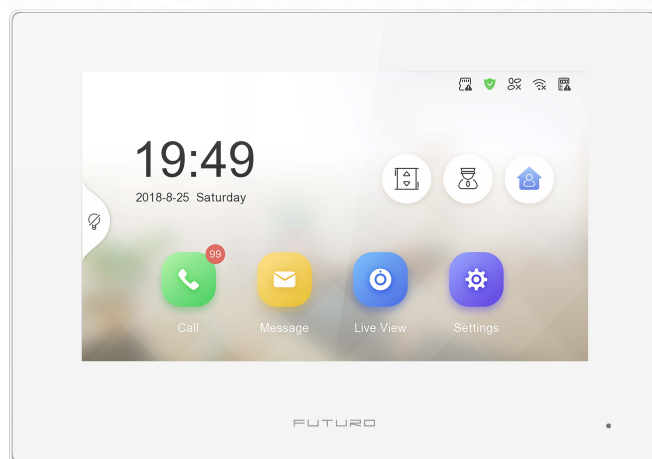 19:49
2018-8-25 Saturday
99
Call
Message
Live View
Settings
FUTURO